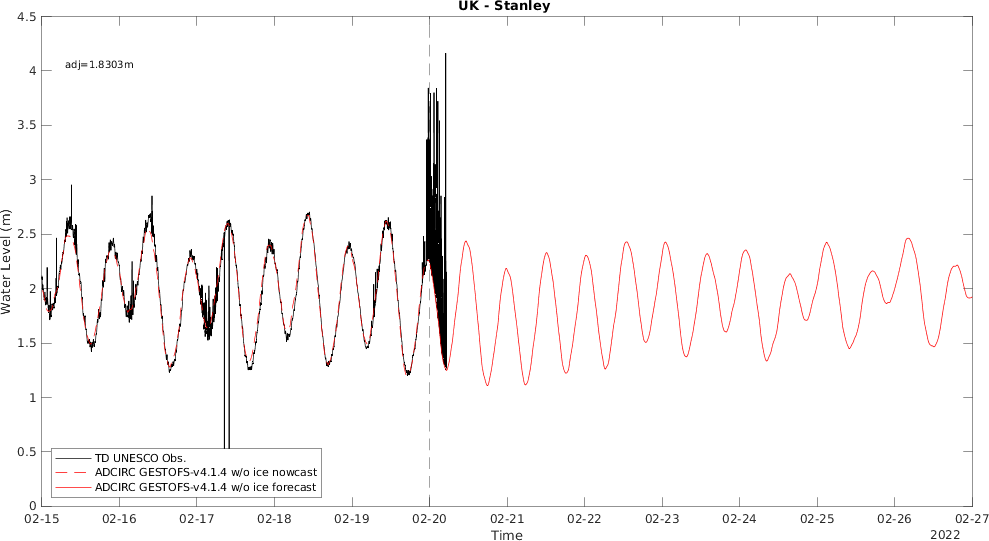 UK - Stanley
adj=1.8303m
Water Level (m)
4.5
4
3.5
3
2.5
2
1.5
1
0.5
0
TD UNESCO Obs.
ADCIRC GESTOFS-v4.1.4 w/o ice nowcast
ADCIRC GESTOFS-v4.1.4 w/o ice forecast
02-15 02-16 02-17 02-18 02-19 02-20 02-21 02-22 02-23 02-24 02-25 02-26 02-27
Time
2022